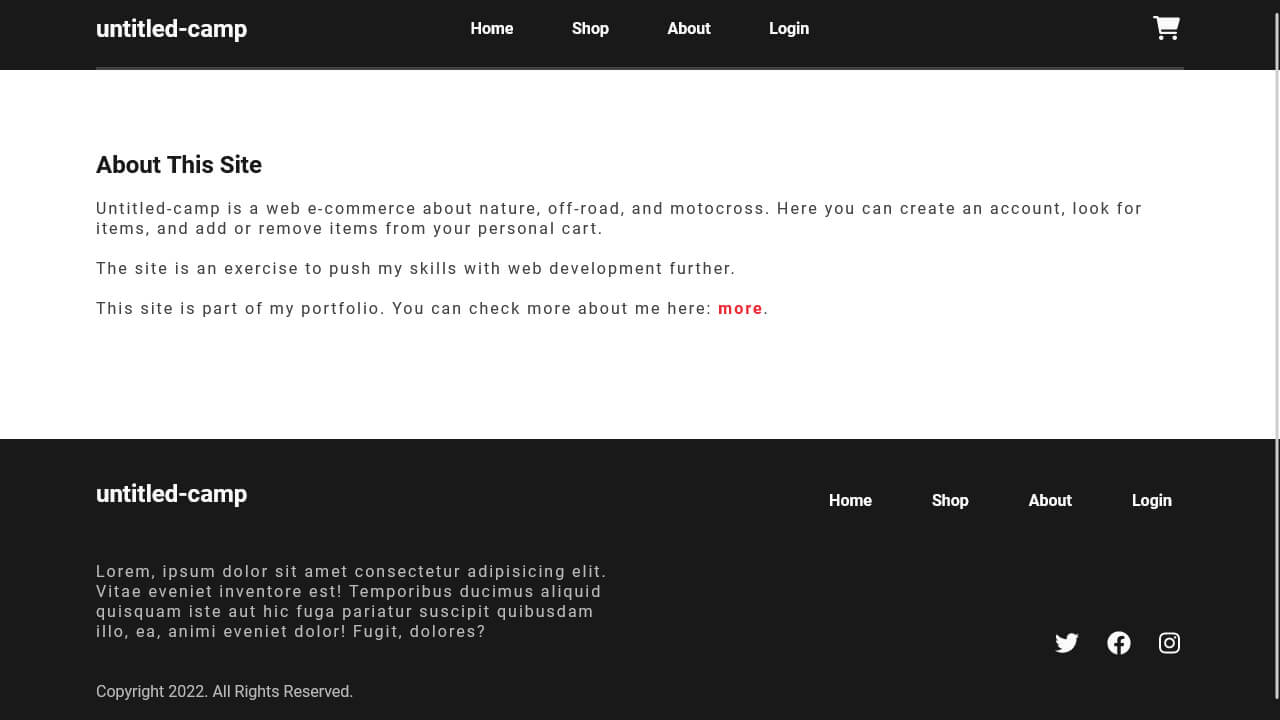 untitled-camp
Home
Shop
About
Login
About This Site
Untitled-camp is a web e-commerce about nature, off-road, and motocross. Here you can create an account, look for
items, and add or remove items from your personal cart.
The site is an exercise to push my skills with web development further.
This site is part of my portfolio. You can check more about me here: more.
untitled-camp
Home
Shop
About
Login
Lorem, ipsum dolor sit amet consectetur adipisicing elit.
Vitae eveniet inventore est! Temporibus ducimus aliquid
quisquam iste aut hic fuga pariatur suscipit quibusdam
illo, ea, animi eveniet dolor! Fugit, dolores?
Copyright 2022. All Rights Reserved.